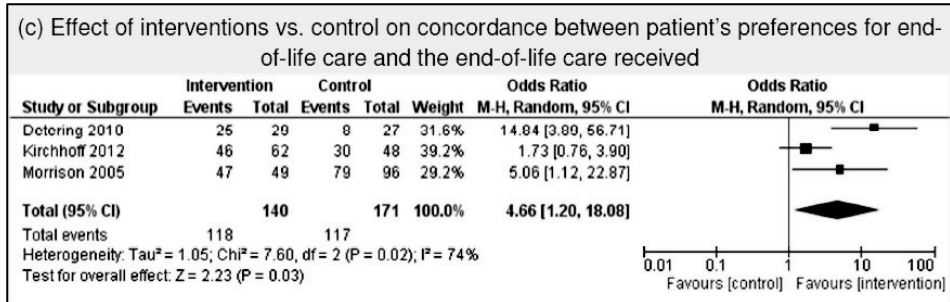 (c) Effect of interventions vs. control on concordance between patient's preferences for end-
of-life care and the end-of-life care received
Intervention Control Odds Ratio Odds Ratio
Study or Subgroup Events Total Events Total Weight M-H, Random, 95% CI M-H, Random, 95% CI
Detering 2010 25 29 8 27 31.6% 14.84 [3.89, 56.71]
Kirchhoff 2012 46 62 30 48 39.2% 1.73 [0.76, 3.90]
Morrison 2005 47 49 79 96 29.2% 5.06 [1.12, 22.87]
Total (95% CI) 140 171 100.0% 4.66 [1.20, 18.08]
Total events 118 117
Heterogeneity: Tau² = 1.05; Chi² = 7.60, df = 2 (P = 0.02); I² = 74%
Test for overall effect: Z = 2.23 (P = 0.03)
0.01 0.1 1 10 100
Favours [control] Favours [intervention]